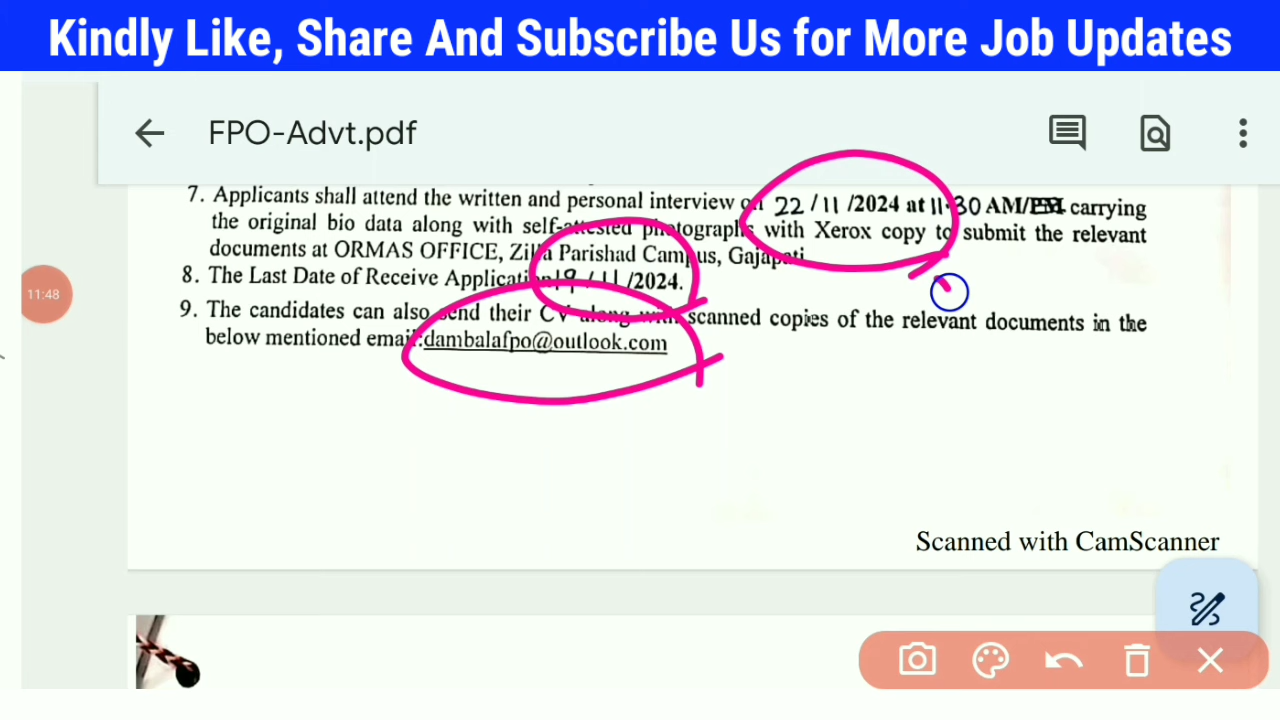 Kindly Like, Share And Subscribe Us for More Job Updates
FPO-Advt.pdf
7. Applicants shall attend the written and personal interview on 22/11/2024 at 11.30 AM/PM carrying
the original bio data along with self-attested photographs with Xerox copy to submit the relevant
documents at ORMAS OFFICE, Zilla Parishad Campus, Gajapati
8. The Last Date of Receive Application 19/11/2024.
11:48
9. The candidates can also send their CV along with scanned copies of the relevant documents in the
below mentioned email:dambalafpo@outlook.com
Scanned with CamScanner